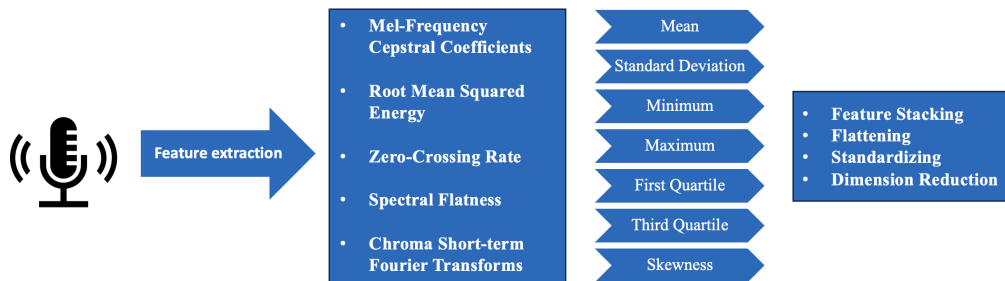 Feature extraction
• Mel-Frequency
Cepstral Coefficients
• Root Mean Squared
Energy
• Zero-Crossing Rate
• Spectral Flatness
• Chroma Short-term
Fourier Transforms
Mean
Standard Deviation
Minimum
Maximum
First Quartile
Third Quartile
Skewness
• Feature Stacking
• Flattening
• Standardizing
• Dimension Reduction